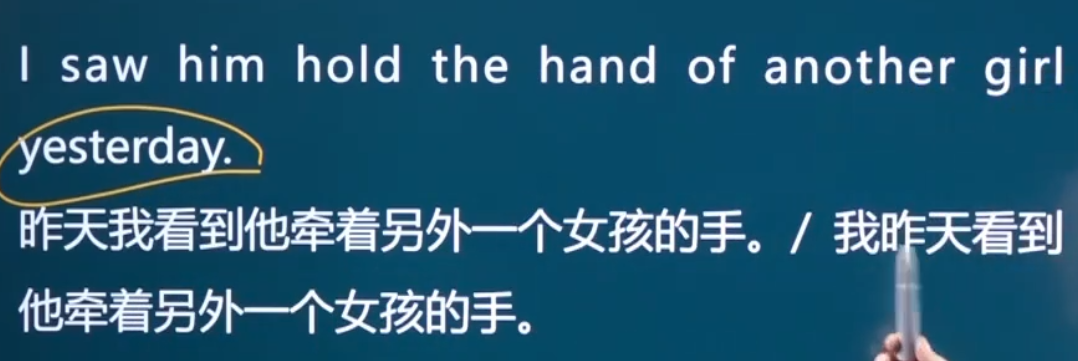 I saw him hold the hand of another girl
yesterday.
昨天我看到他牵着另外一个女孩的手。/ 我昨天看到
他牵着另外一个女孩的手。